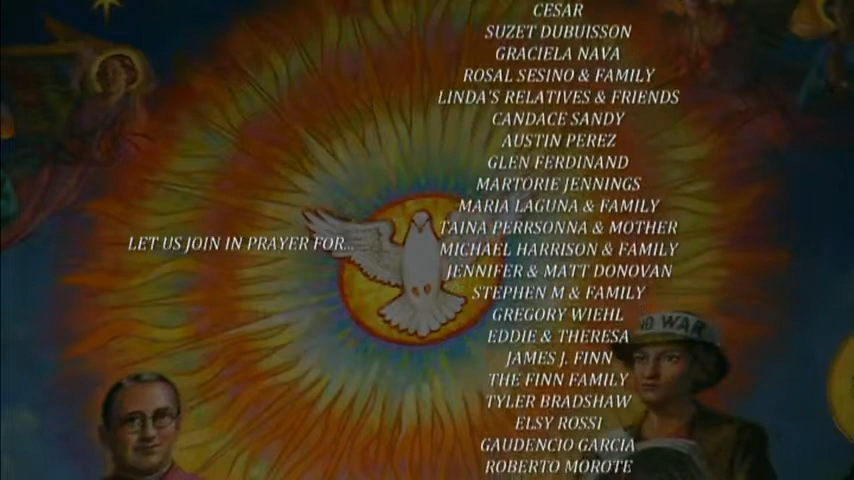 CESAR
SUZET DUBUISSON
GRACIELA NAVA
ROSAL SESINO & FAMILY
LINDA'S RELATIVES & FRIENDS
CANDACE SANDY
AUSTIN PEREZ
GLEN FERDINAND
MARTORIE JENNINGS
MARIA LAGUNA & FAMILY
TAINA PERRSONNA & MOTHER
LET US JOIN IN PRAYER FOR...
MICHAEL HARRISON & FAMILY
JENNIFER & MATT DONOVAN
STEPHEN M & FAMILY
GREGORY WIEHL
NO WAR
EDDIE & THERESA
JAMES J. FINN
THE FINN FAMILY
TYLER BRADSHAW
ELSY ROSSI
GAUDENCIO GARCIA
ROBERTO MOROTE